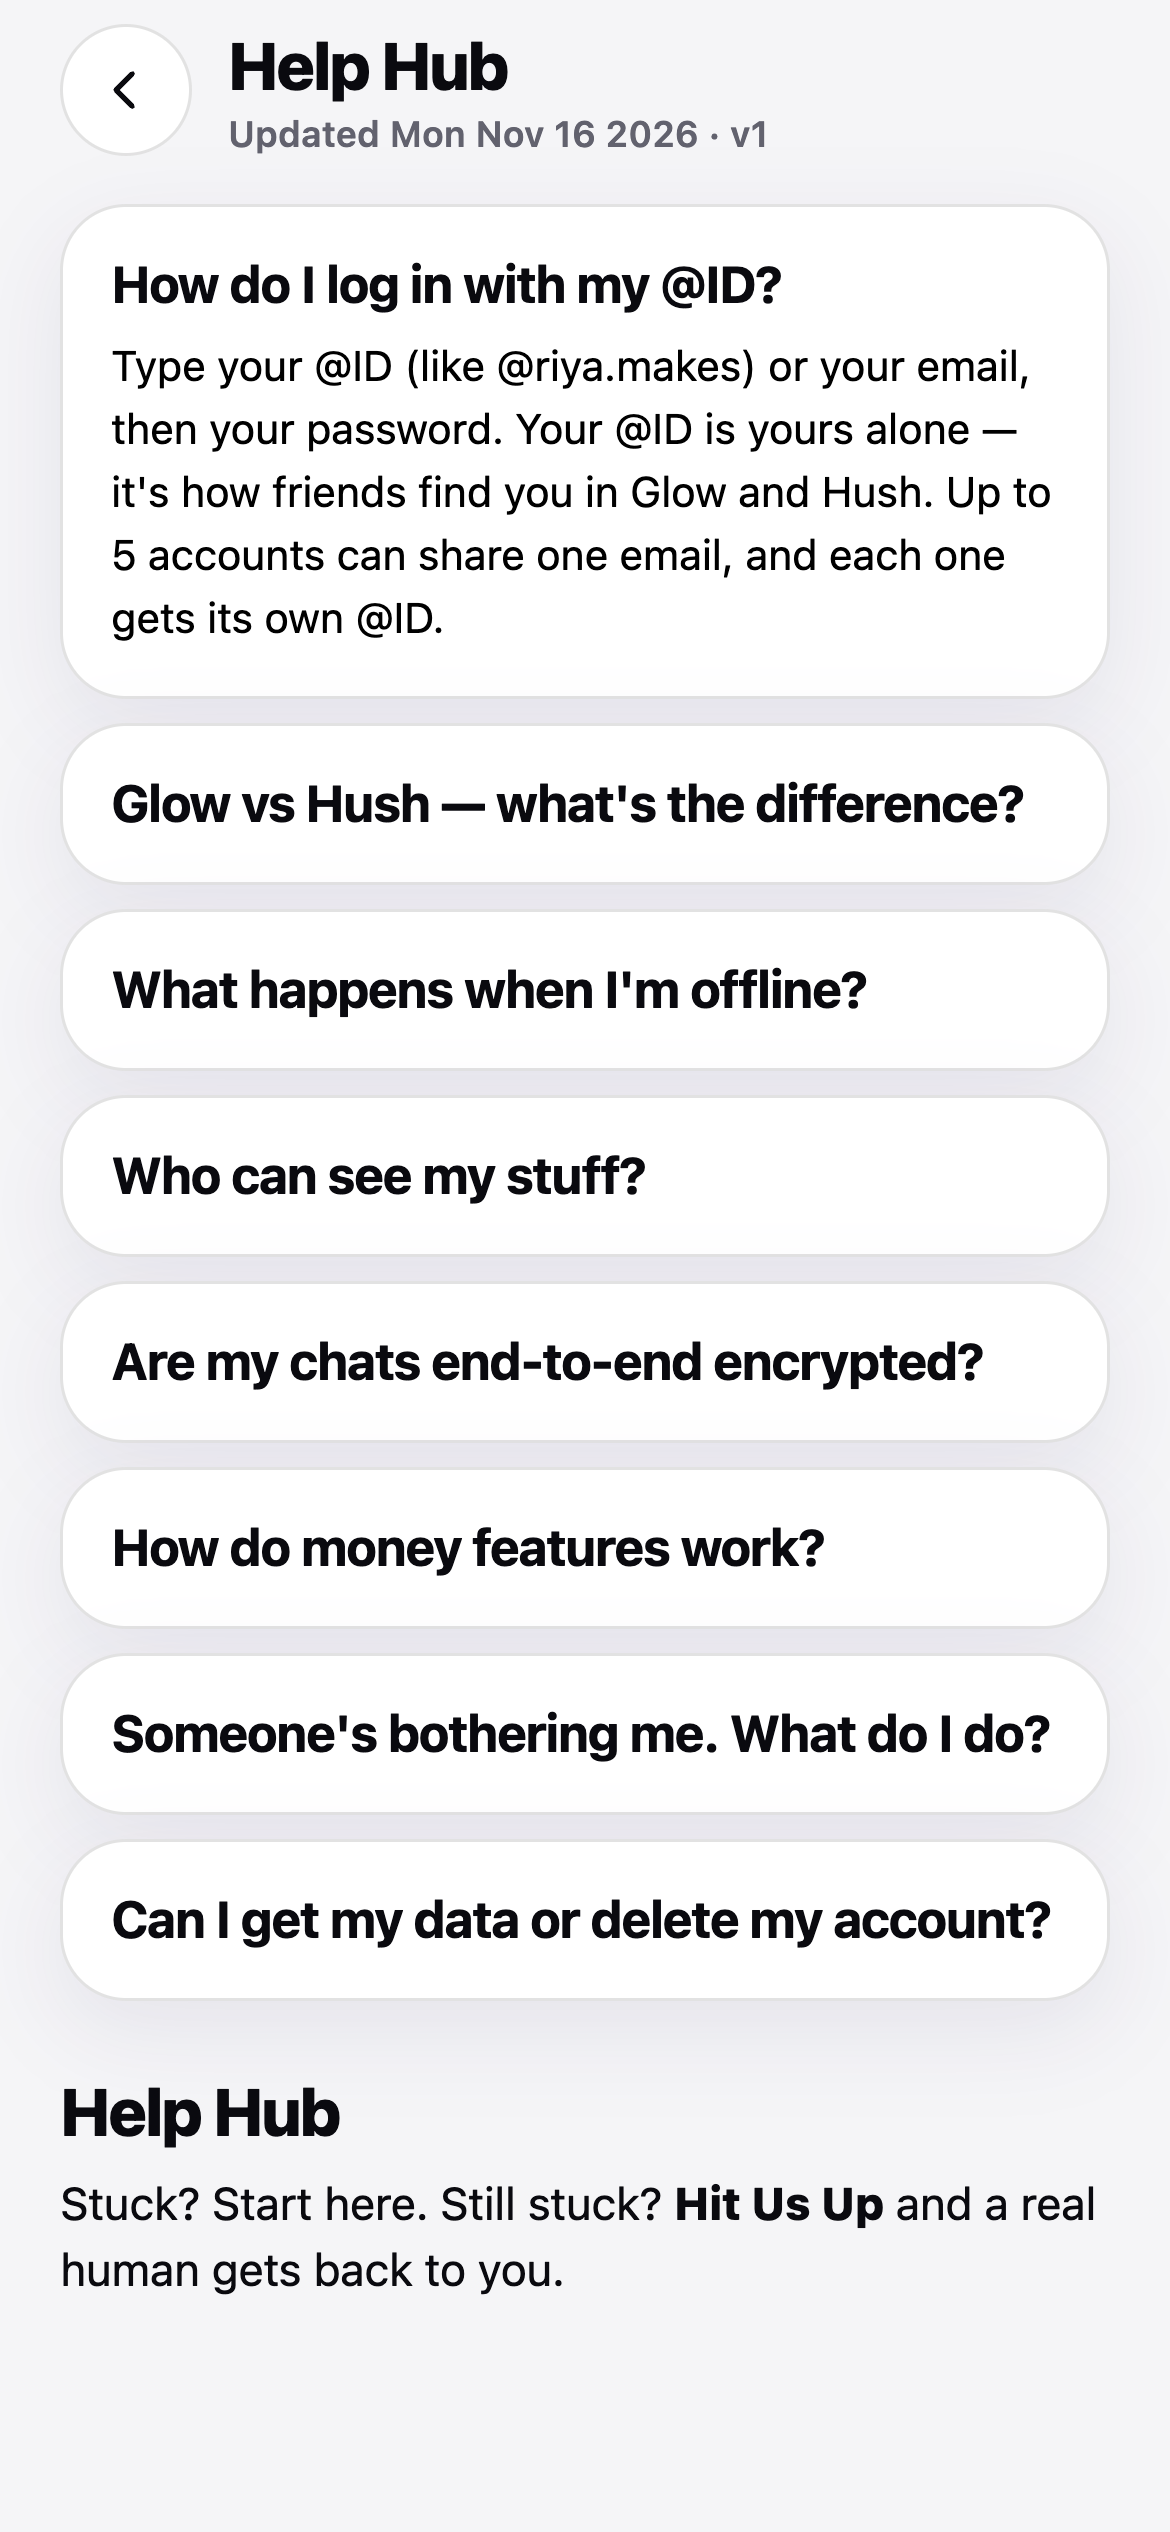 Help Hub
Updated Mon Nov 16 2026 · v1
How do I log in with my @ID?
Type your @ID (like @riya.makes) or your email,
then your password. Your @ID is yours alone —
it's how friends find you in Glow and Hush. Up to
5 accounts can share one email, and each one
gets its own @ID.
Glow vs Hush — what's the difference?
What happens when I'm offline?
Who can see my stuff?
Are my chats end-to-end encrypted?
How do money features work?
Someone's bothering me. What do I do?
Can I get my data or delete my account?
Help Hub
Stuck? Start here. Still stuck? Hit Us Up and a real
human gets back to you.